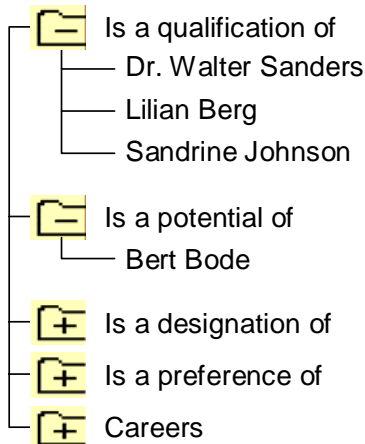 Is a qualification of
Dr. Walter Sanders
Lilian Berg
Sandrine Johnson
Is a potential of
Bert Bode
Is a designation of
Is a preference of
Careers